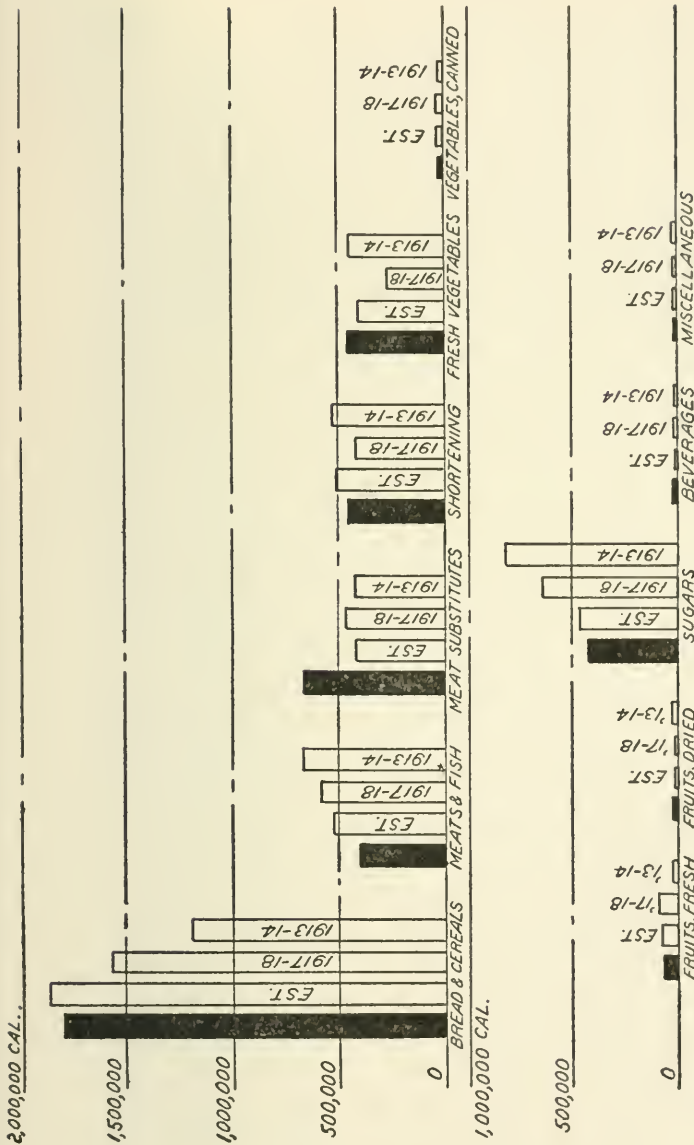 2,000,000 CAL.
1,500,000
1,000,000
500,000
0
EST.
1917-18
1913-14
EST.
1917-18
1913-14
EST.
1917-18
1913-14
EST.
1917-18
1913-14
EST.
1917-18
1913-14
EST.
1917-18
1913-14
BREAD & CEREALS MEATS & FISH MEAT SUBSTITUTES SHORTENING FRESH VEGETABLES VEGETABLES, CANNED
1,000,000 CAL.
500,000
0
EST.
'17-18
'13-14
EST.
'17-18
'13-14
EST.
1917-18
1913-14
EST.
1917-18
1913-14
EST.
1917-18
1913-14
FRUITS, FRESH FRUITS, DRIED SUGARS BEVERAGES MISCELLANEOUS